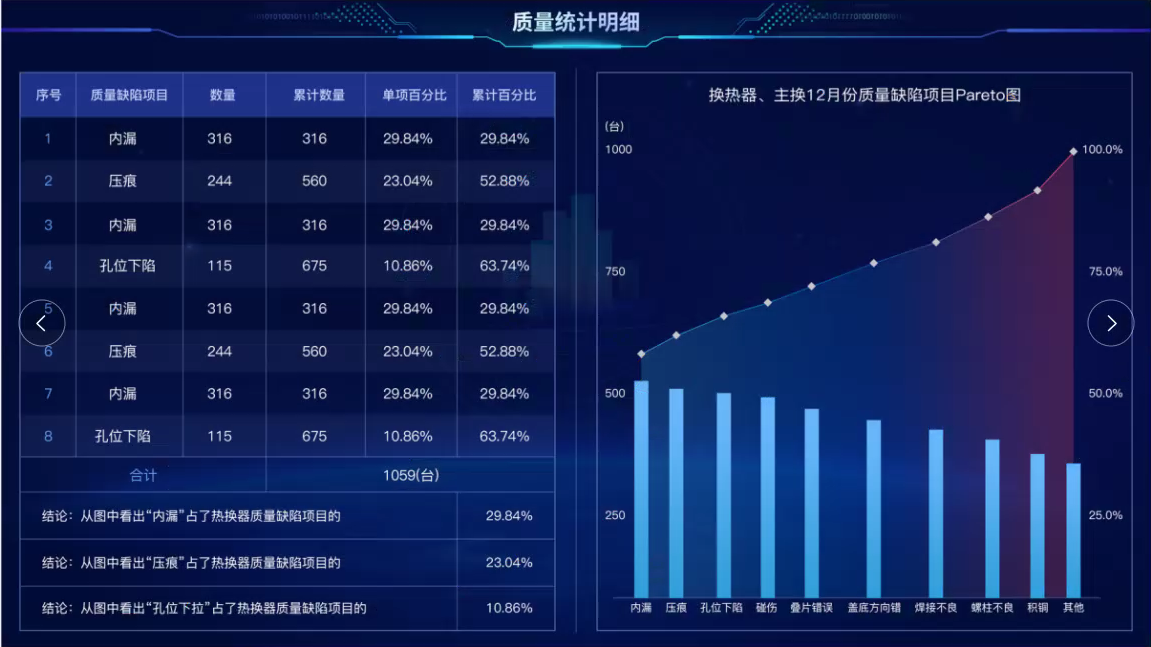 质量统计明细
序号 质量缺陷项目 数量 累计数量 单项百分比 累计百分比
1 内漏 316 316 29.84% 29.84%
2 压痕 244 560 23.04% 52.88%
3 内漏 316 316 29.84% 29.84%
4 孔位下陷 115 675 10.86% 63.74%
5 内漏 316 316 29.84% 29.84%
6 压痕 244 560 23.04% 52.88%
7 内漏 316 316 29.84% 29.84%
8 孔位下陷 115 675 10.86% 63.74%
合计 1059(台)
结论：从图中看出“内漏”占了热换器质量缺陷项目的 29.84%
结论：从图中看出“压痕”占了热换器质量缺陷项目的 23.04%
结论：从图中看出“孔位下拉”占了热换器质量缺陷项目的 10.86%
换热器、主换12月份质量缺陷项目Pareto图
(台)
1000 100.0%
750 75.0%
500 50.0%
250 25.0%
内漏 压痕 孔位下陷 碰伤 叠片错误 盖底方向错 焊接不良 螺柱不良 积铜 其他